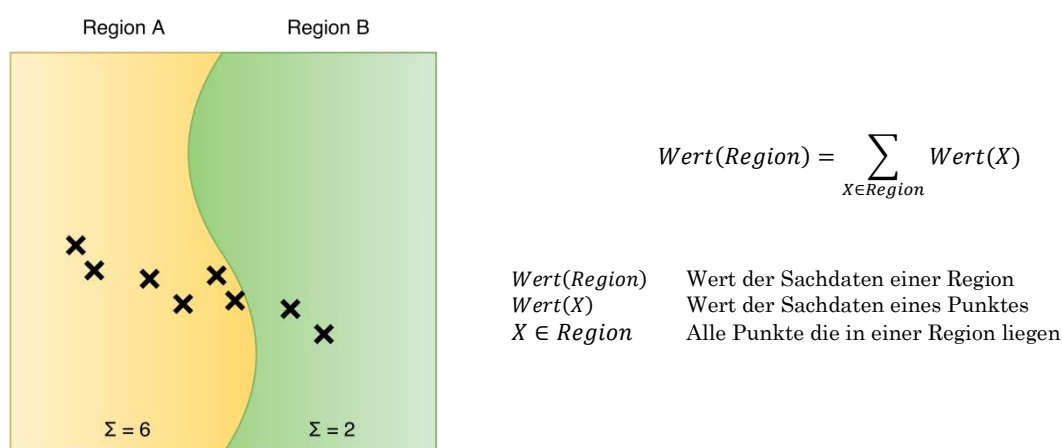 Region A Region B
Wert(Region) = ∑ Wert(X)
X∈Region
Wert(Region) Wert der Sachdaten einer Region
Wert(X) Wert der Sachdaten eines Punktes
X ∈ Region Alle Punkte die in einer Region liegen
Σ = 6 Σ = 2